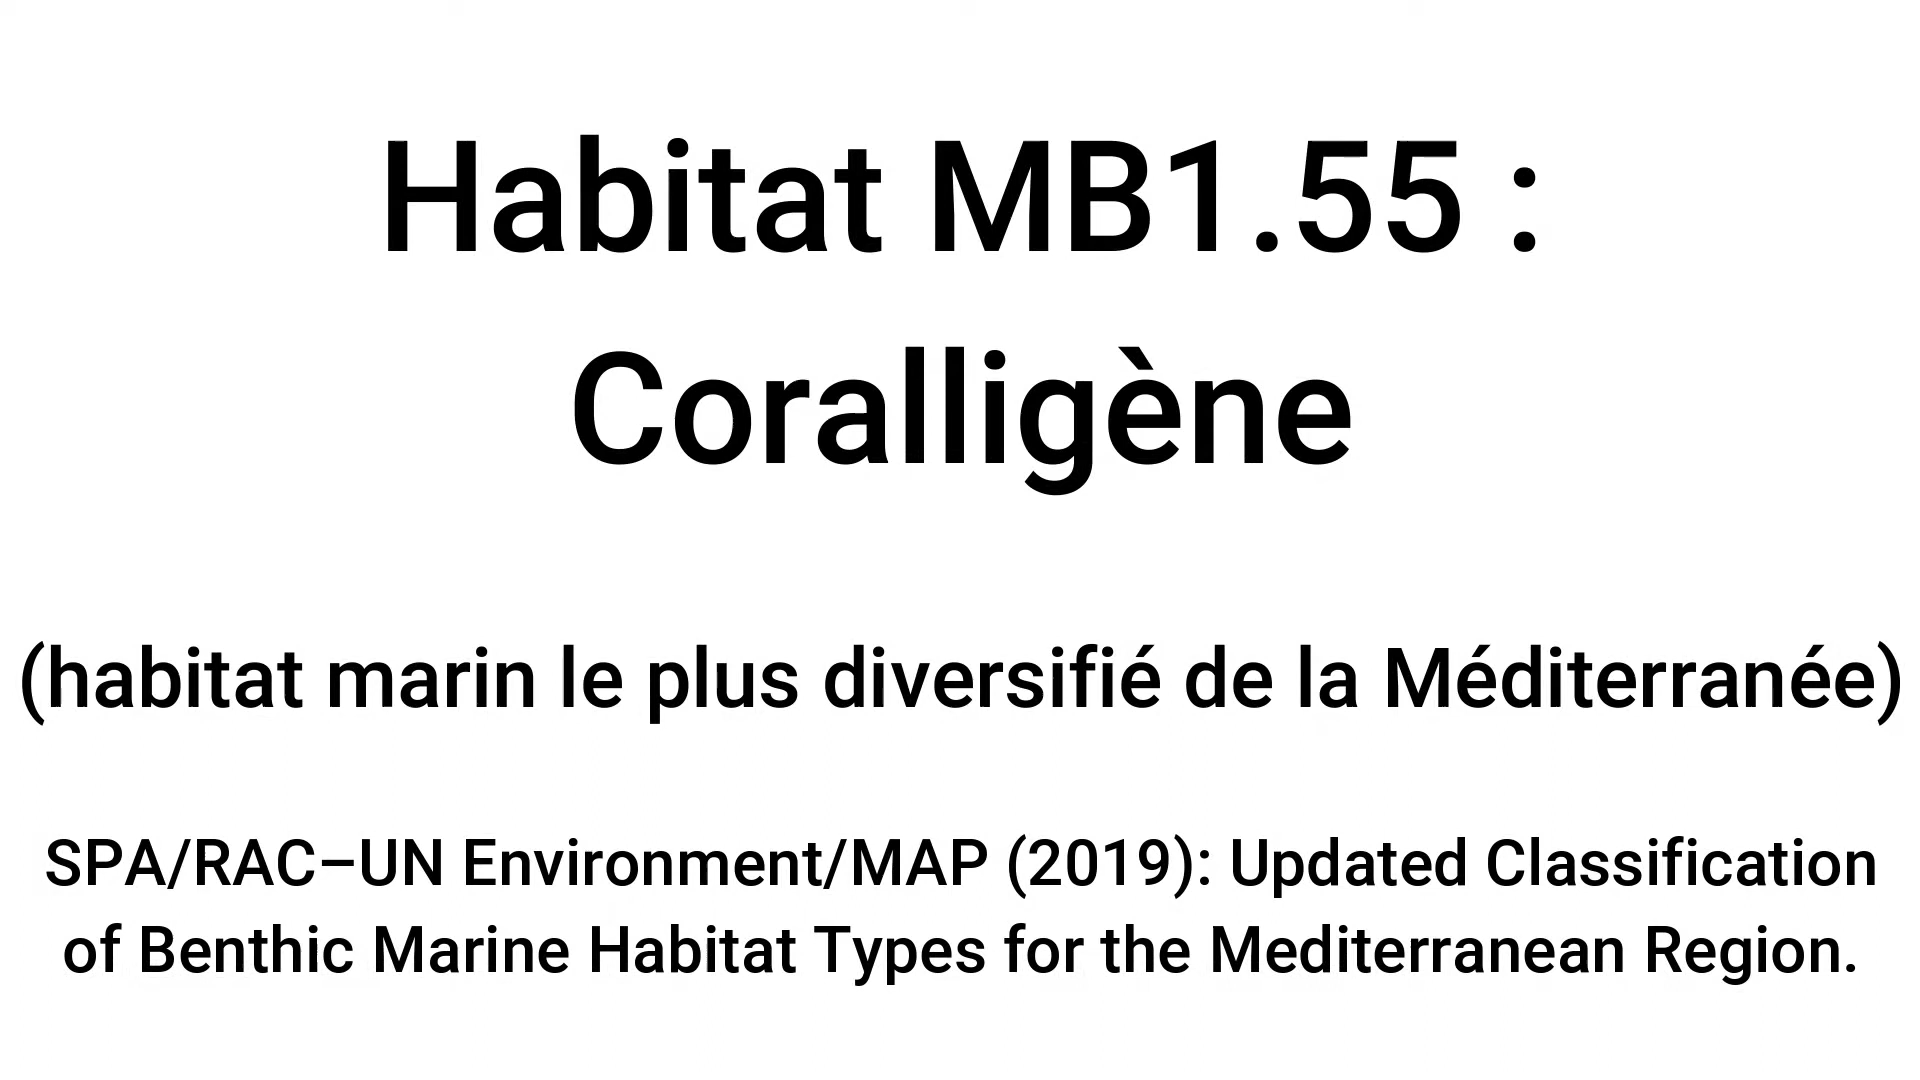 Habitat MB1.55 :
Coralligène
(habitat marin le plus diversifié de la Méditerranée)
SPA/RAC–UN Environment/MAP (2019): Updated Classification
of Benthic Marine Habitat Types for the Mediterranean Region.